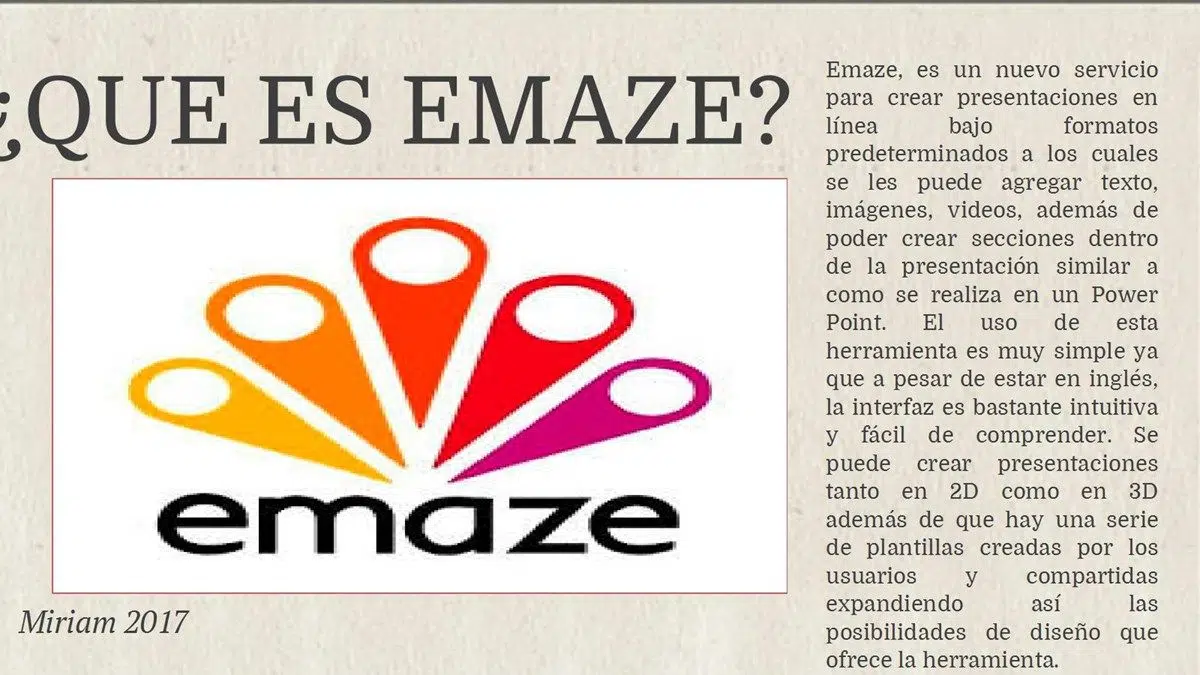 ¿QUE ES EMAZE?
emaze
Miriam 2017
Emaze, es un nuevo servicio
para crear presentaciones en
línea bajo formatos
predeterminados a los cuales
se les puede agregar texto,
imágenes, videos, además de
poder crear secciones dentro
de la presentación similar a
como se realiza en un Power
Point. El uso de esta
herramienta es muy simple ya
que a pesar de estar en inglés,
la interfaz es bastante intuitiva
y fácil de comprender. Se
puede crear presentaciones
tanto en 2D como en 3D
además de que hay una serie
de plantillas creadas por los
usuarios y compartidas
expandiendo así las
posibilidades de diseño que
ofrece la herramienta.